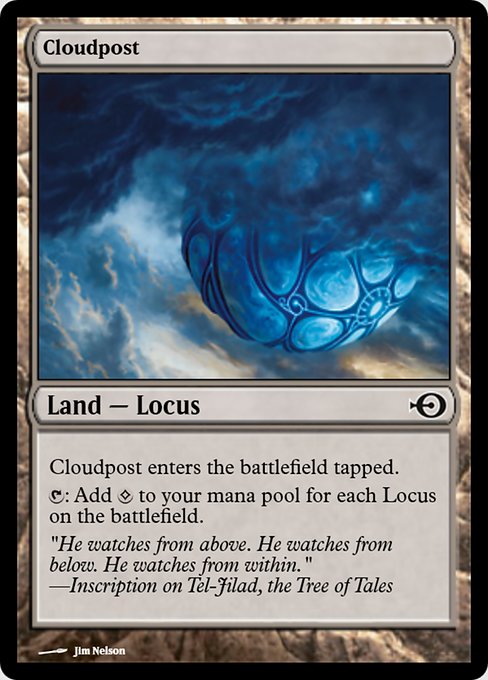 Cloudpost
Land — Locus
Cloudpost enters the battlefield tapped.
: Add to your mana pool for each Locus
on the battlefield.
"He watches from above. He watches from
below. He watches from within."
—Inscription on Tel-Jilad, the Tree of Tales
Jim Nelson